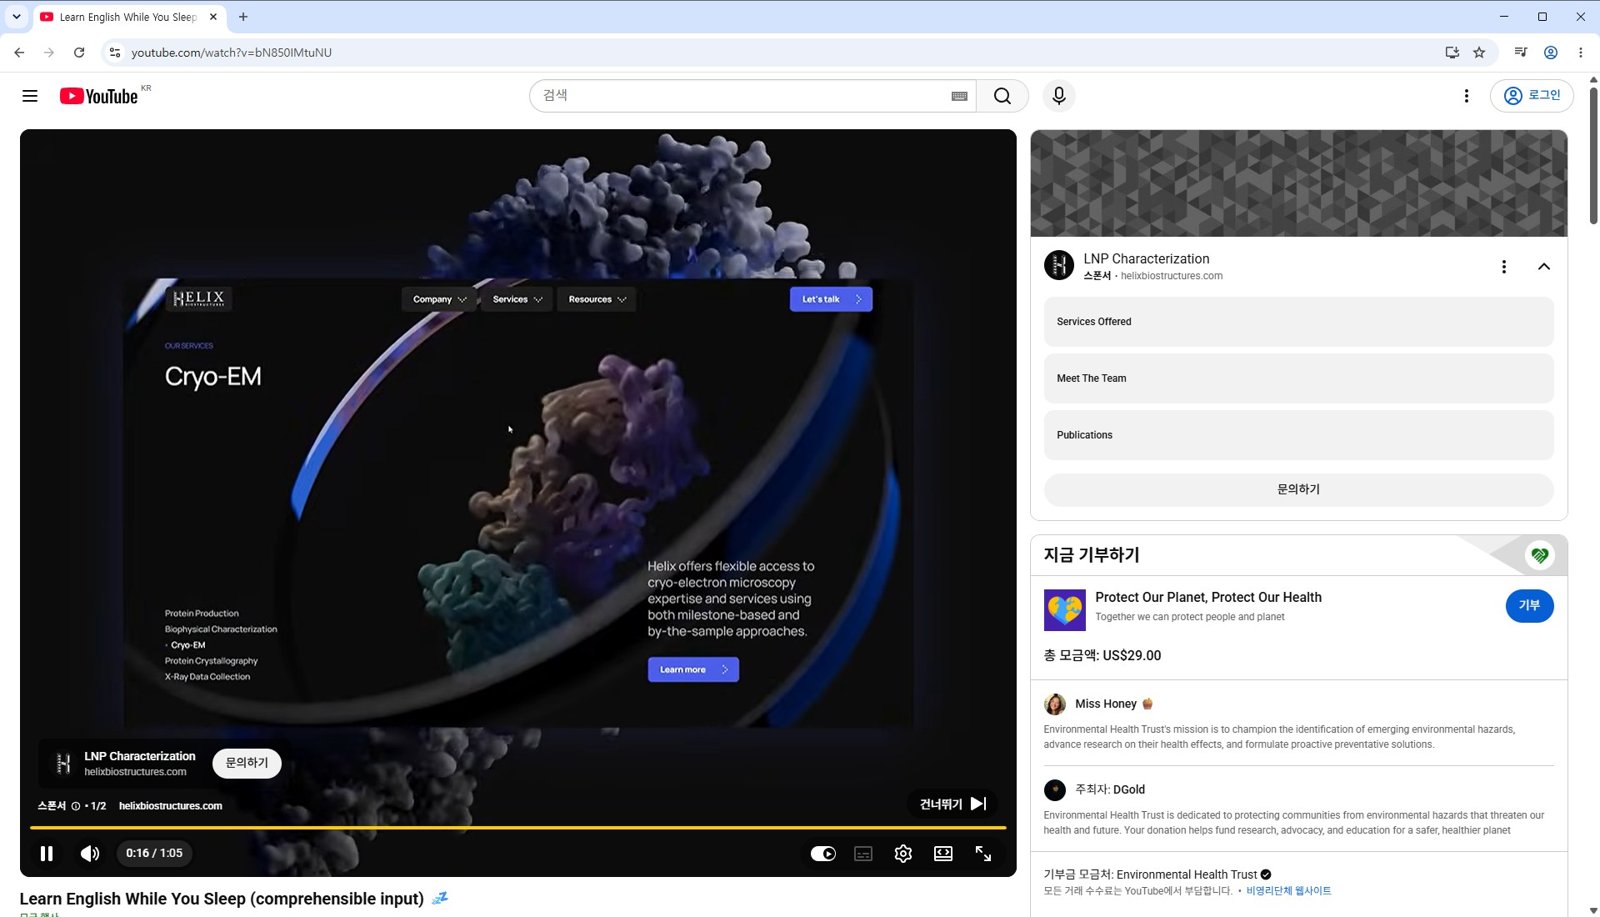 Learn English While You Sleep
youtube.com/watch?v=bN850IMtuNU
YouTube KR
검색
로그인
HELIX
BIOSTRUCTURES
Company
Services
Resources
Let's talk
OUR SERVICES
Cryo-EM
Helix offers flexible access to
cryo-electron microscopy
expertise and services using
both milestone-based and
by-the-sample approaches.
Learn more
Protein Production
Biophysical Characterization
• Cryo-EM
Protein Crystallography
X-Ray Data Collection
LNP Characterization
helixbiostructures.com
문의하기
스폰서 • 1/2 helixbiostructures.com
건너뛰기
0:16 / 1:05
Learn English While You Sleep (comprehensible input) 💤
LNP Characterization
스폰서 · helixbiostructures.com
Services Offered
Meet The Team
Publications
문의하기
지금 기부하기
Protect Our Planet, Protect Our Health
Together we can protect people and planet
기부
총 모금액: US$29.00
Miss Honey
Environmental Health Trust's mission is to champion the identification of emerging environmental hazards,
advance research on their health effects, and formulate proactive preventative solutions.
주최자: DGold
Environmental Health Trust is dedicated to protecting communities from environmental hazards that threaten our
health and future. Your donation helps fund research, advocacy, and education for a safer, healthier planet
기부금 모금처: Environmental Health Trust
모든 거래 수수료는 YouTube에서 부담합니다. • 비영리단체 웹사이트